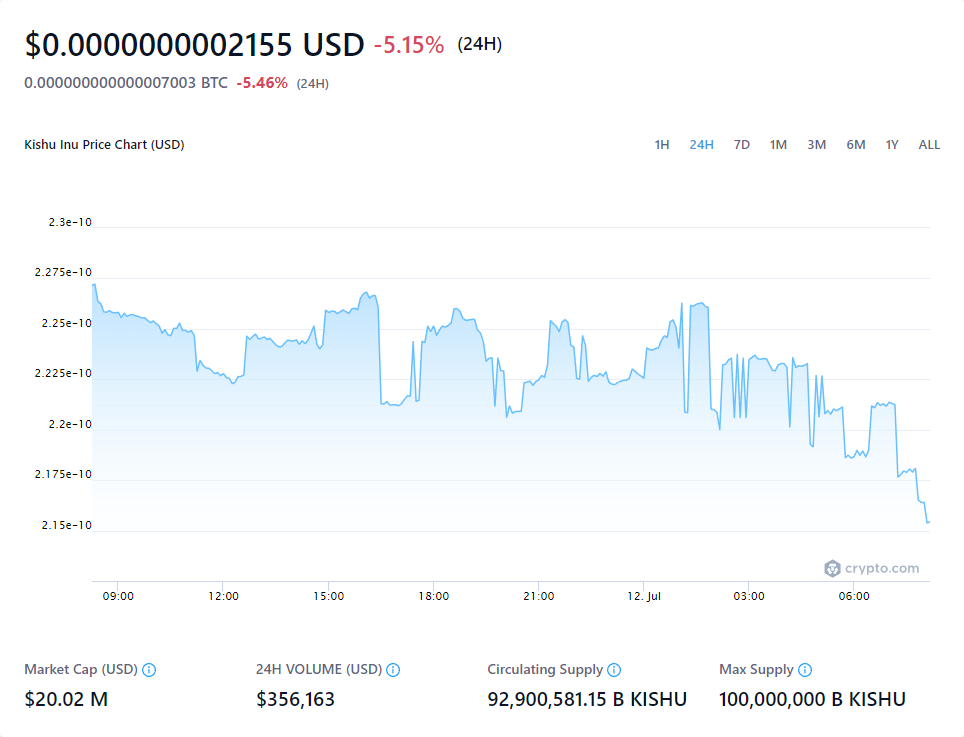 $0.0000000002155 USD -5.15% (24H)
0.000000000000007003 BTC -5.46% (24H)
Kishu Inu Price Chart (USD) 1H 24H 7D 1M 3M 6M 1Y ALL
2.3e-10
2.275e-10
2.25e-10
2.225e-10
2.2e-10
2.175e-10
2.15e-10
crypto.com
09:00 12:00 15:00 18:00 21:00 12. Jul 03:00 06:00
Market Cap (USD) 24H VOLUME (USD) Circulating Supply Max Supply
$20.02 M $356,163 92,900,581.15 B KISHU 100,000,000 B KISHU